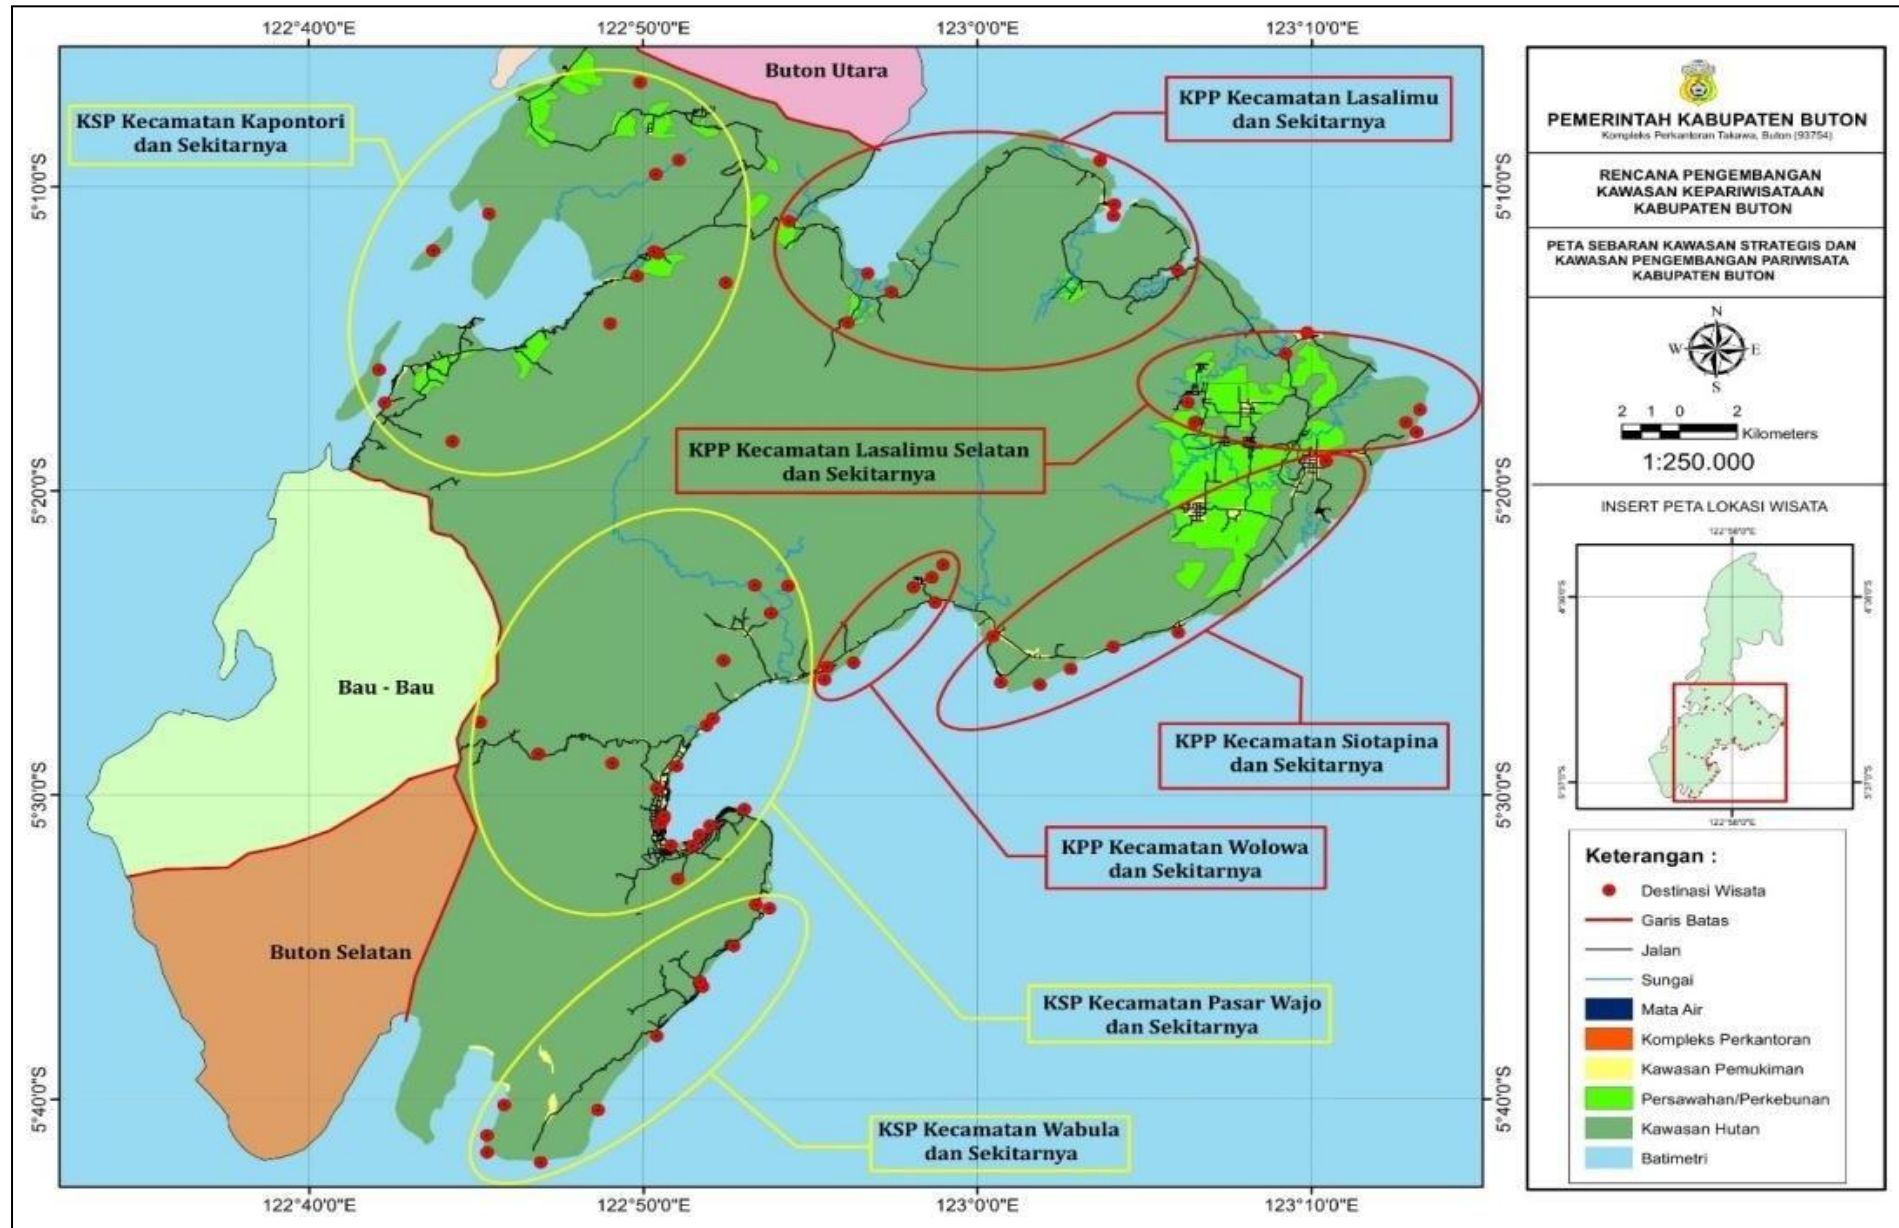 122°40'0"E
122°50'0"E
123°0'0"E
123°10'0"E
5°10'0"S
5°20'0"S
5°30'0"S
5°40'0"S
Buton Utara
KSP Kecamatan Kapontori
dan Sekitarnya
KPP Kecamatan Lasalimu
dan Sekitarnya
KPP Kecamatan Lasalimu Selatan
dan Sekitarnya
Bau - Bau
KPP Kecamatan Siotapina
dan Sekitarnya
KPP Kecamatan Wolowa
dan Sekitarnya
Buton Selatan
KSP Kecamatan Pasar Wajo
dan Sekitarnya
KSP Kecamatan Wabula
dan Sekitarnya
5°10'0"S
5°20'0"S
5°30'0"S
5°40'0"S
122°40'0"E
122°50'0"E
123°0'0"E
123°10'0"E
PEMERINTAH KABUPATEN BUTON
Kompleks Perkantoran Takawa, Buton (93754)
RENCANA PENGEMBANGAN
KAWASAN KEPARIWISATAAN
KABUPATEN BUTON
PETA SEBARAN KAWASAN STRATEGIS DAN
KAWASAN PENGEMBANGAN PARIWISATA
KABUPATEN BUTON
N
W E
S
2 1 0 2
Kilometers
1:250.000
INSERT PETA LOKASI WISATA
Keterangan :
Destinasi Wisata
Garis Batas
Jalan
Sungai
Mata Air
Kompleks Perkantoran
Kawasan Pemukiman
Persawahan/Perkebunan
Kawasan Hutan
Batimetri